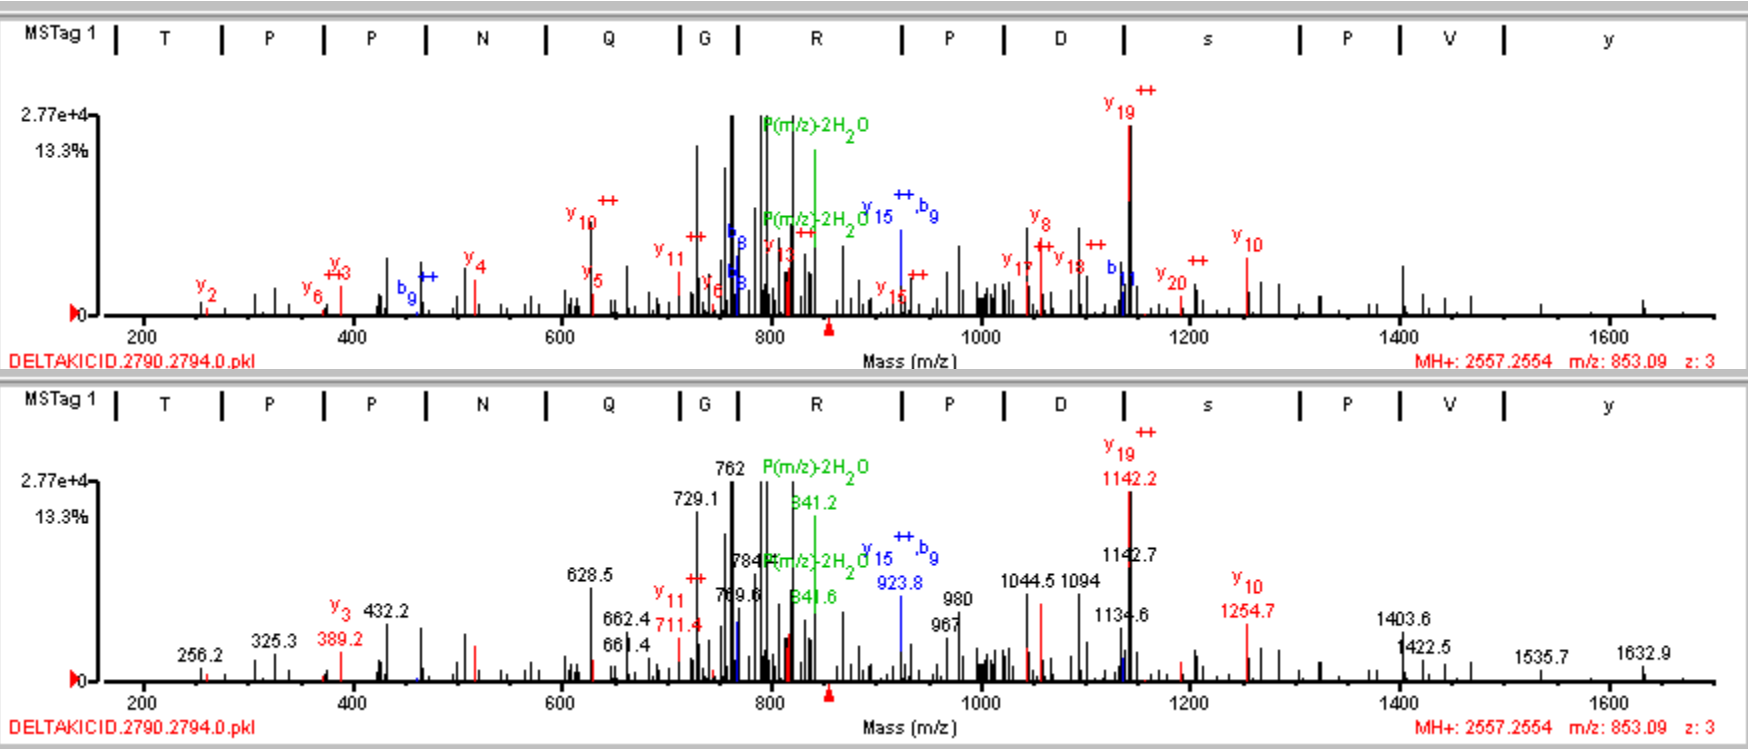 MSTag 1 T P P N Q G R P D s P V y
y19 ++
2.77e+4
P(m/z)-2H2O
13.3%
y15 ++,b9
y10 ++ P(m/z)-2H2O y8
y11 ++ b8 y13 ++ y10
y3 y4 y17 ++ y18 ++
y2 y6 ++ b9 ++ y5 y6 b8 y15 ++ b11 y20 ++
0
200 400 600 800 1000 1200 1400 1600
DELTAKICID.2790.2794.0.pkl Mass (m/z) MH+: 2557.2554 m/z: 853.09 z: 3
MSTag 1 T P P N Q G R P D s P V y
y19 ++
2.77e+4 762 P(m/z)-2H2O 1142.2
729.1 841.2
13.3%
y15 ++,b9 1142.7
784 P(m/z)-2H2O
628.5 y11 ++ 769.6 841.6 923.8 1044.5 1094 y10
y3 432.2 662.4 711.4 980 1134.6 1254.7 1403.6
325.3 389.2 661.4 967 1422.5
256.2 1535.7 1632.9
0
200 400 600 800 1000 1200 1400 1600
DELTAKICID.2790.2794.0.pkl Mass (m/z) MH+: 2557.2554 m/z: 853.09 z: 3